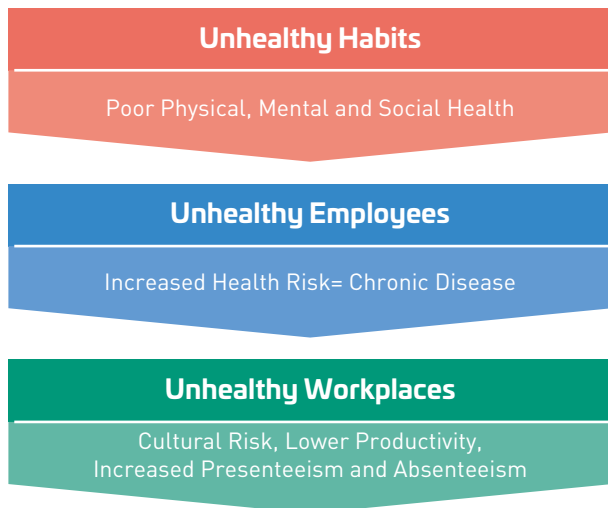 Unhealthy Habits
Poor Physical, Mental and Social Health
Unhealthy Employees
Increased Health Risk= Chronic Disease
Unhealthy Workplaces
Cultural Risk, Lower Productivity,
Increased Presenteeism and Absenteeism